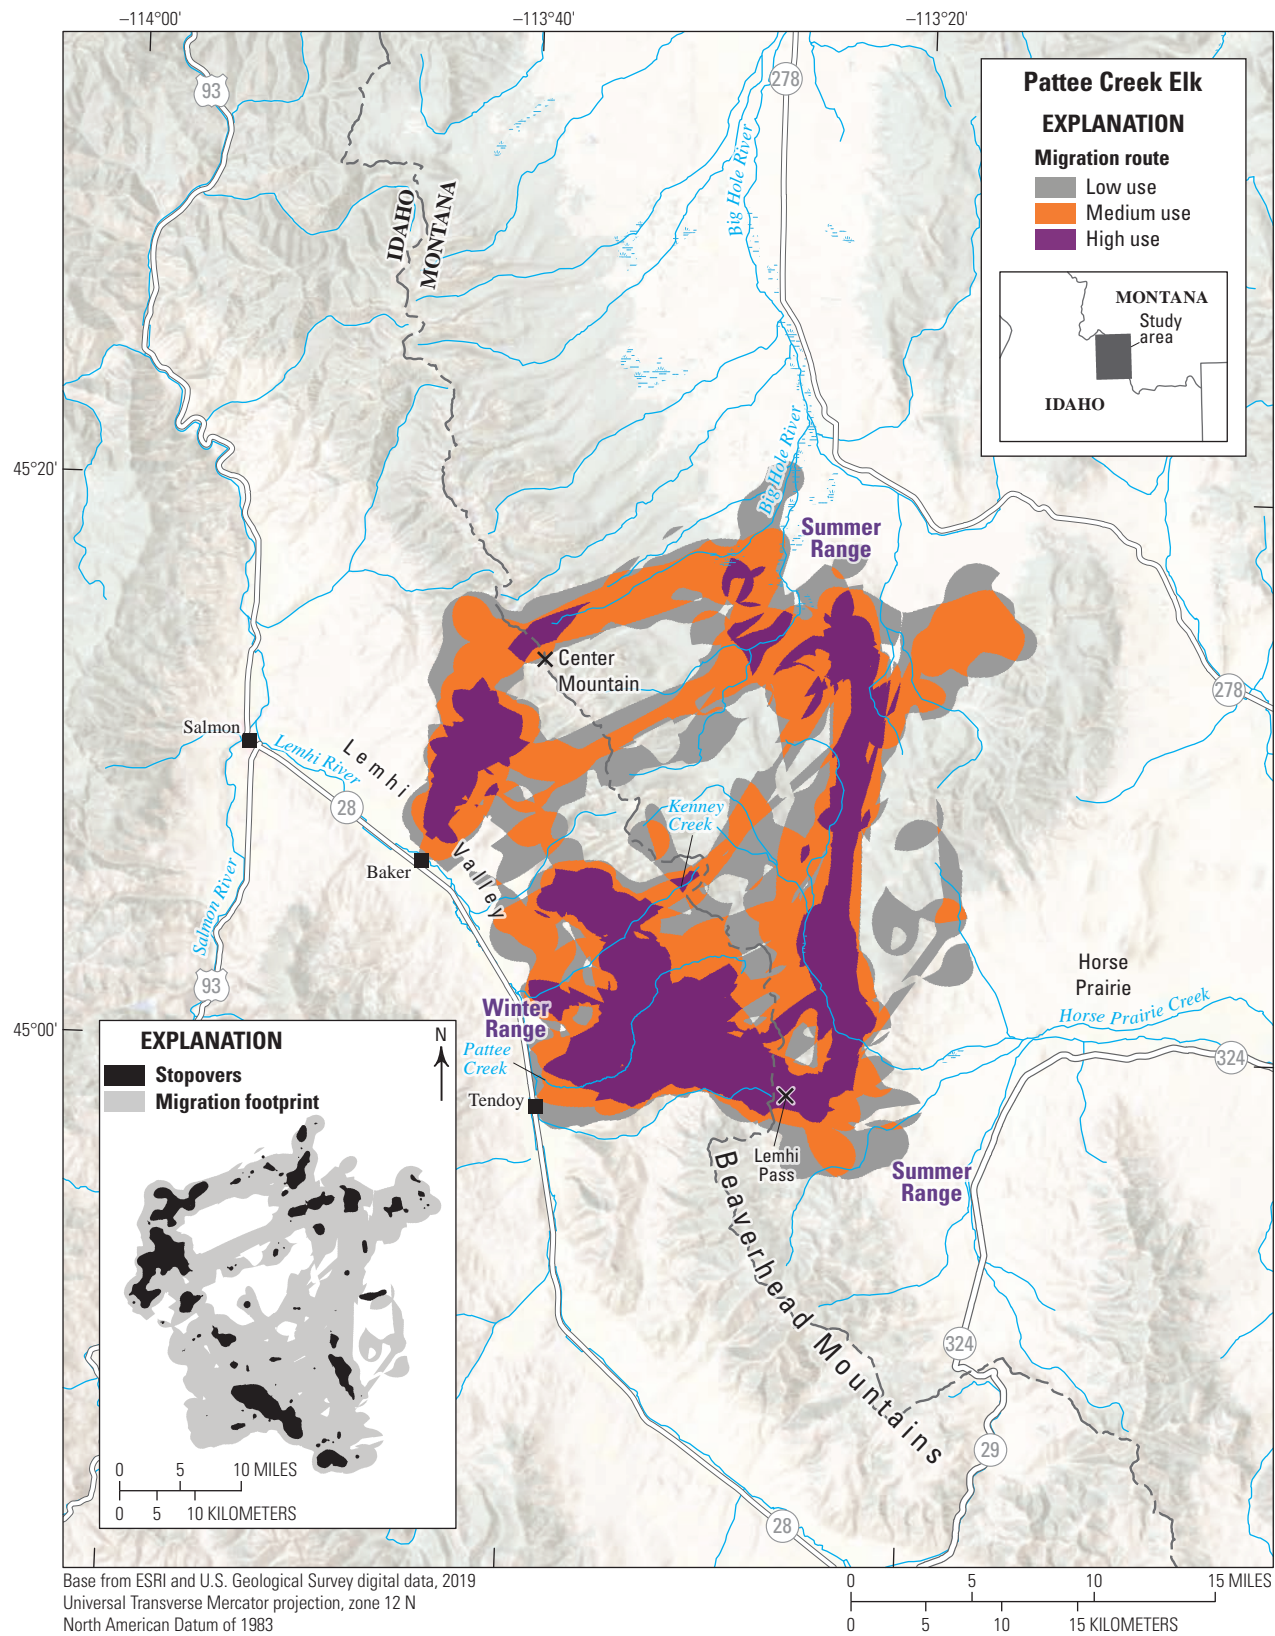 –114°00'
–113°40'
–113°20'
93
278
Pattee Creek Elk
EXPLANATION
Migration route
Low use
Medium use
High use
Big Hole River
IDAHO
MONTANA
MONTANA
Study
area
IDAHO
45°20'
Big Hole River
Summer
Range
Center
Mountain
278
Salmon
Lemhi River
Lemhi
Valley
28
Kenney
Creek
Baker
Salmon River
93
Horse
Prairie
Horse Prairie Creek
Winter
Range
45°00'
Pattee
Creek
324
EXPLANATION
N
Stopovers
Migration footprint
Tendoy
Lemhi
Pass
Summer
Range
Beaverhead Mountains
324
29
0 5 10 MILES
0 5 10 KILOMETERS
28
Base from ESRI and U.S. Geological Survey digital data, 2019
Universal Transverse Mercator projection, zone 12 N
North American Datum of 1983
0 5 10 15 MILES
0 5 10 15 KILOMETERS